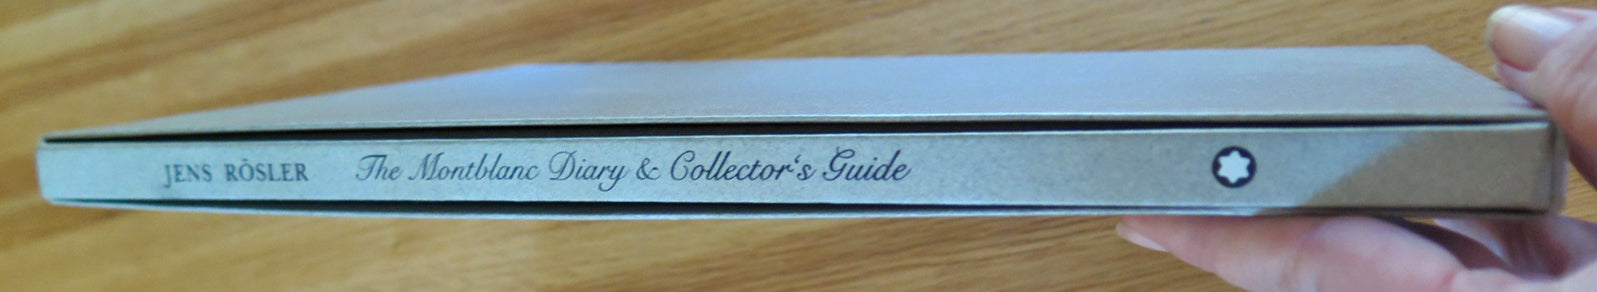 JENS RÖSLER The Montblanc Diary & Collector‘s Guide